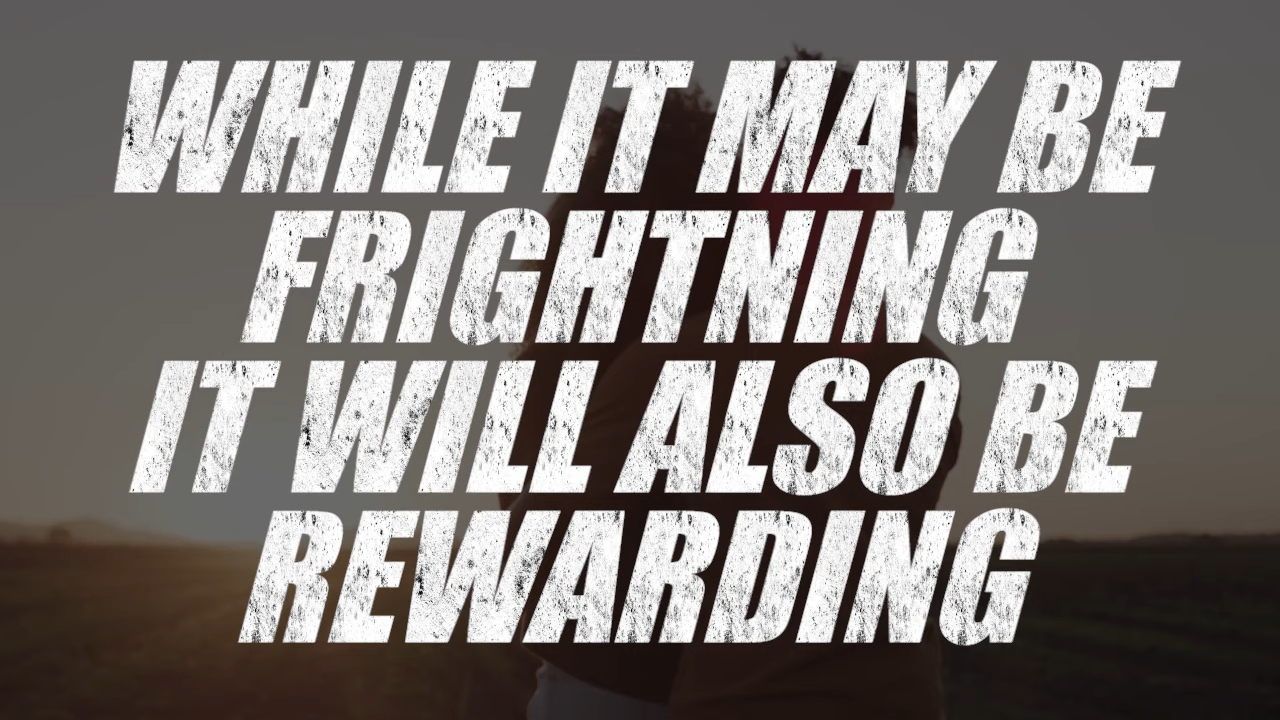 WHILE IT MAY BE
FRIGHTNING
IT WILL ALSO BE
REWARDING